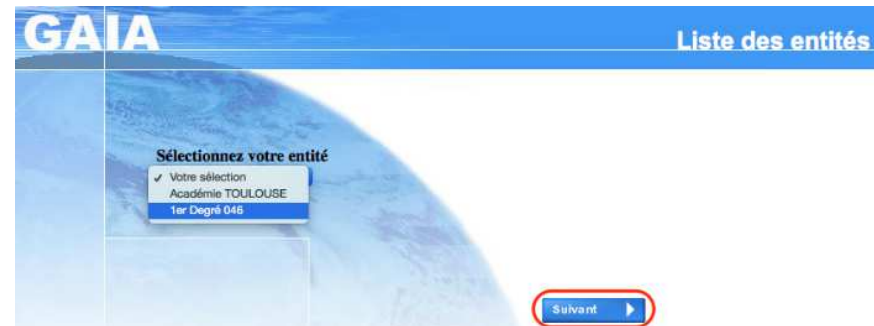 GAIA
Liste des entités
Sélectionnez votre entité
✓ Votre sélection
Académie TOULOUSE
1er Degré 046
Suivant